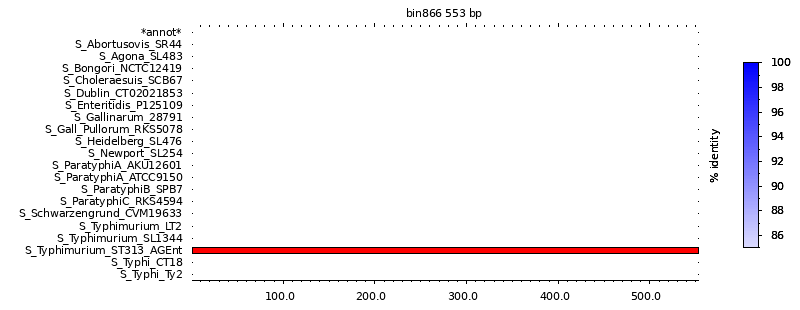 bin866 553 bp
*annot*
S_Abortusovis_SR44
S_Agona_SL483
S_Bongori_NCTC12419
S_Choleraesuis_SCB67
S_Dublin_CT02021853
S_Enteritidis_P125109
S_Gallinarum_28791
S_Gall_Pullorum_RKS5078
S_Heidelberg_SL476
S_Newport_SL254
S_ParatyphiA_AKU12601
S_ParatyphiA_ATCC9150
S_ParatyphiB_SPB7
S_ParatyphiC_RKS4594
S_Schwarzengrund_CVM19633
S_Typhimurium_LT2
S_Typhimurium_SL1344
S_Typhimurium_ST313_AGEnt
S_Typhi_CT18
S_Typhi_Ty2
100.0 200.0 300.0 400.0 500.0
% identity
100
98
96
94
92
90
88
86